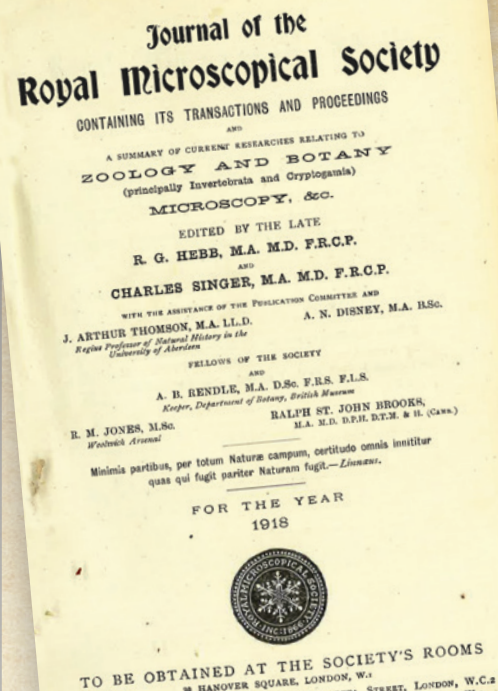 Journal of the
Royal Microscopical Society
CONTAINING ITS TRANSACTIONS AND PROCEEDINGS
AND
A SUMMARY OF CURRENT RESEARCHES RELATING TO
ZOOLOGY AND BOTANY
(principally Invertebrata and Cryptogamia)
MICROSCOPY, &c.
EDITED BY THE LATE
R. G. HEBB, M.A. M.D. F.R.C.P.
AND
CHARLES SINGER, M.A. M.D. F.R.C.P.
WITH THE ASSISTANCE OF THE PUBLICATION COMMITTEE AND
J. ARTHUR THOMSON, M.A. LL.D.
Regius Professor of Natural History in the
University of Aberdeen
A. N. DISNEY, M.A. B.Sc.
FELLOWS OF THE SOCIETY
AND
A. B. RENDLE, M.A. D.Sc. F.R.S. F.L.S.
Keeper, Department of Botany, British Museum
R. M. JONES, M.Sc.
Woolwich Arsenal
RALPH ST. JOHN BROOKS,
M.A. M.D. D.P.H. D.T.M. & H. (CAMB.)
Minimis partibus, per totum Naturæ campum, certitudo omnis innititur
quas qui fugit pariter Naturam fugit.—Linnæus.
FOR THE YEAR
1918
ROYAL MICROSCOPICAL SOCIETY
INC: 1866
TO BE OBTAINED AT THE SOCIETY'S ROOMS
HANOVER SQUARE, LONDON, W.1
STREET, LONDON, W.C.2